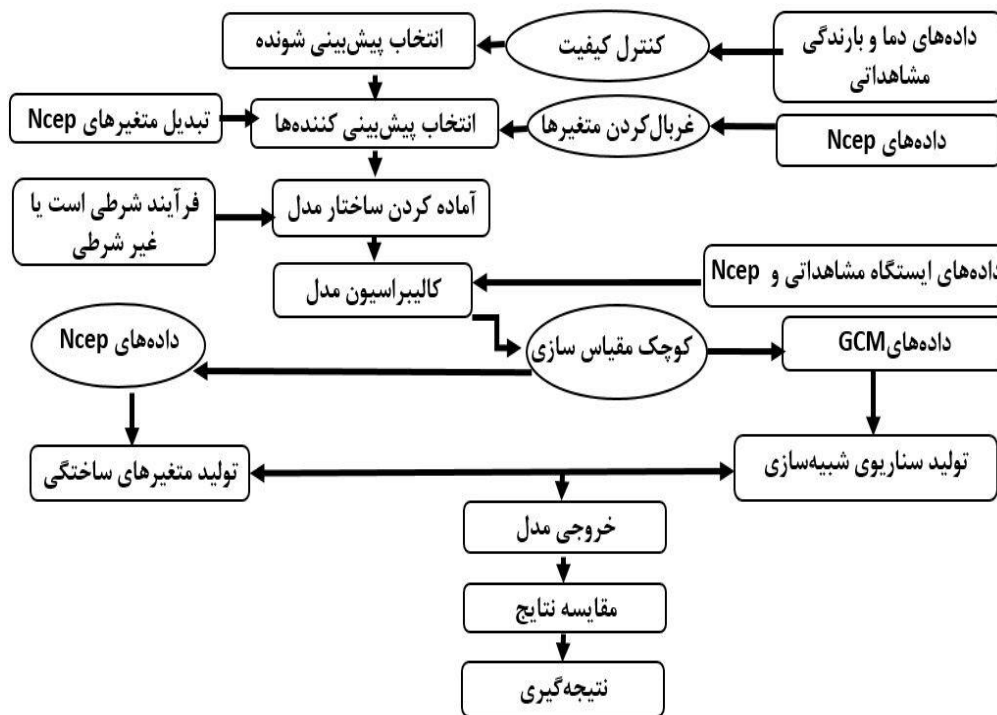 داده‌های دما و بارندگی
مشاهداتی
کنترل کیفیت
انتخاب پیش‌بینی شونده
داده‌های Ncep
غربال‌کردن متغیرها
انتخاب پیش‌بینی کننده‌ها
تبدیل متغیرهای Ncep
آماده کردن ساختار مدل
فرآیند شرطی است یا
غیر شرطی
داده‌های ایستگاه مشاهداتی و Ncep
کالیبراسیون مدل
داده‌های GCM
کوچک مقیاس سازی
داده‌های Ncep
تولید سناریوی شبیه‌سازی
تولید متغیرهای ساختگی
خروجی مدل
مقایسه نتایج
نتیجه‌گیری